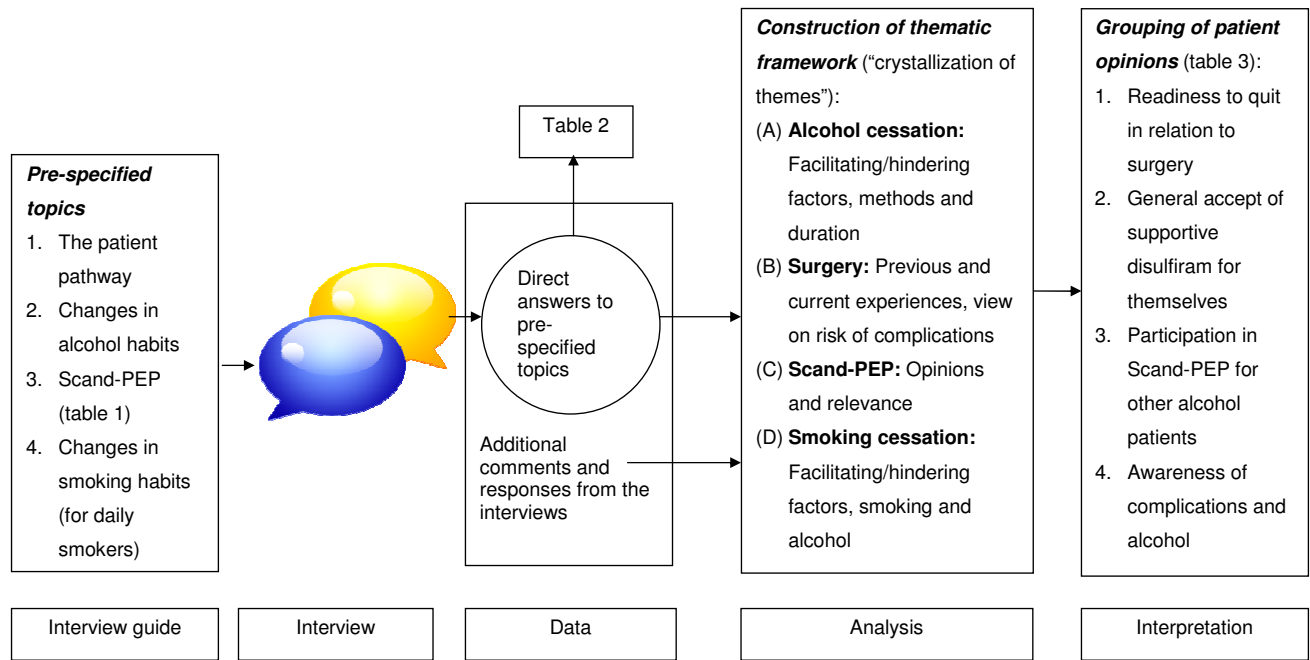 Pre-specified
topics
1. The patient
pathway
2. Changes in
alcohol habits
3. Scand-PEP
(table 1)
4. Changes in
smoking habits
(for daily
smokers)
Table 2
Direct
answers to
pre-
specified
topics
Additional
comments and
responses from the
interviews
Construction of thematic
framework (“crystallization of
themes”):
(A) Alcohol cessation:
Facilitating/hindering
factors, methods and
duration
(B) Surgery: Previous and
current experiences, view
on risk of complications
(C) Scand-PEP: Opinions
and relevance
(D) Smoking cessation:
Facilitating/hindering
factors, smoking and
alcohol
Grouping of patient
opinions (table 3):
1. Readiness to quit
in relation to
surgery
2. General accept of
supportive
disulfiram for
themselves
3. Participation in
Scand-PEP for
other alcohol
patients
4. Awareness of
complications and
alcohol
Interview guide
Interview
Data
Analysis
Interpretation